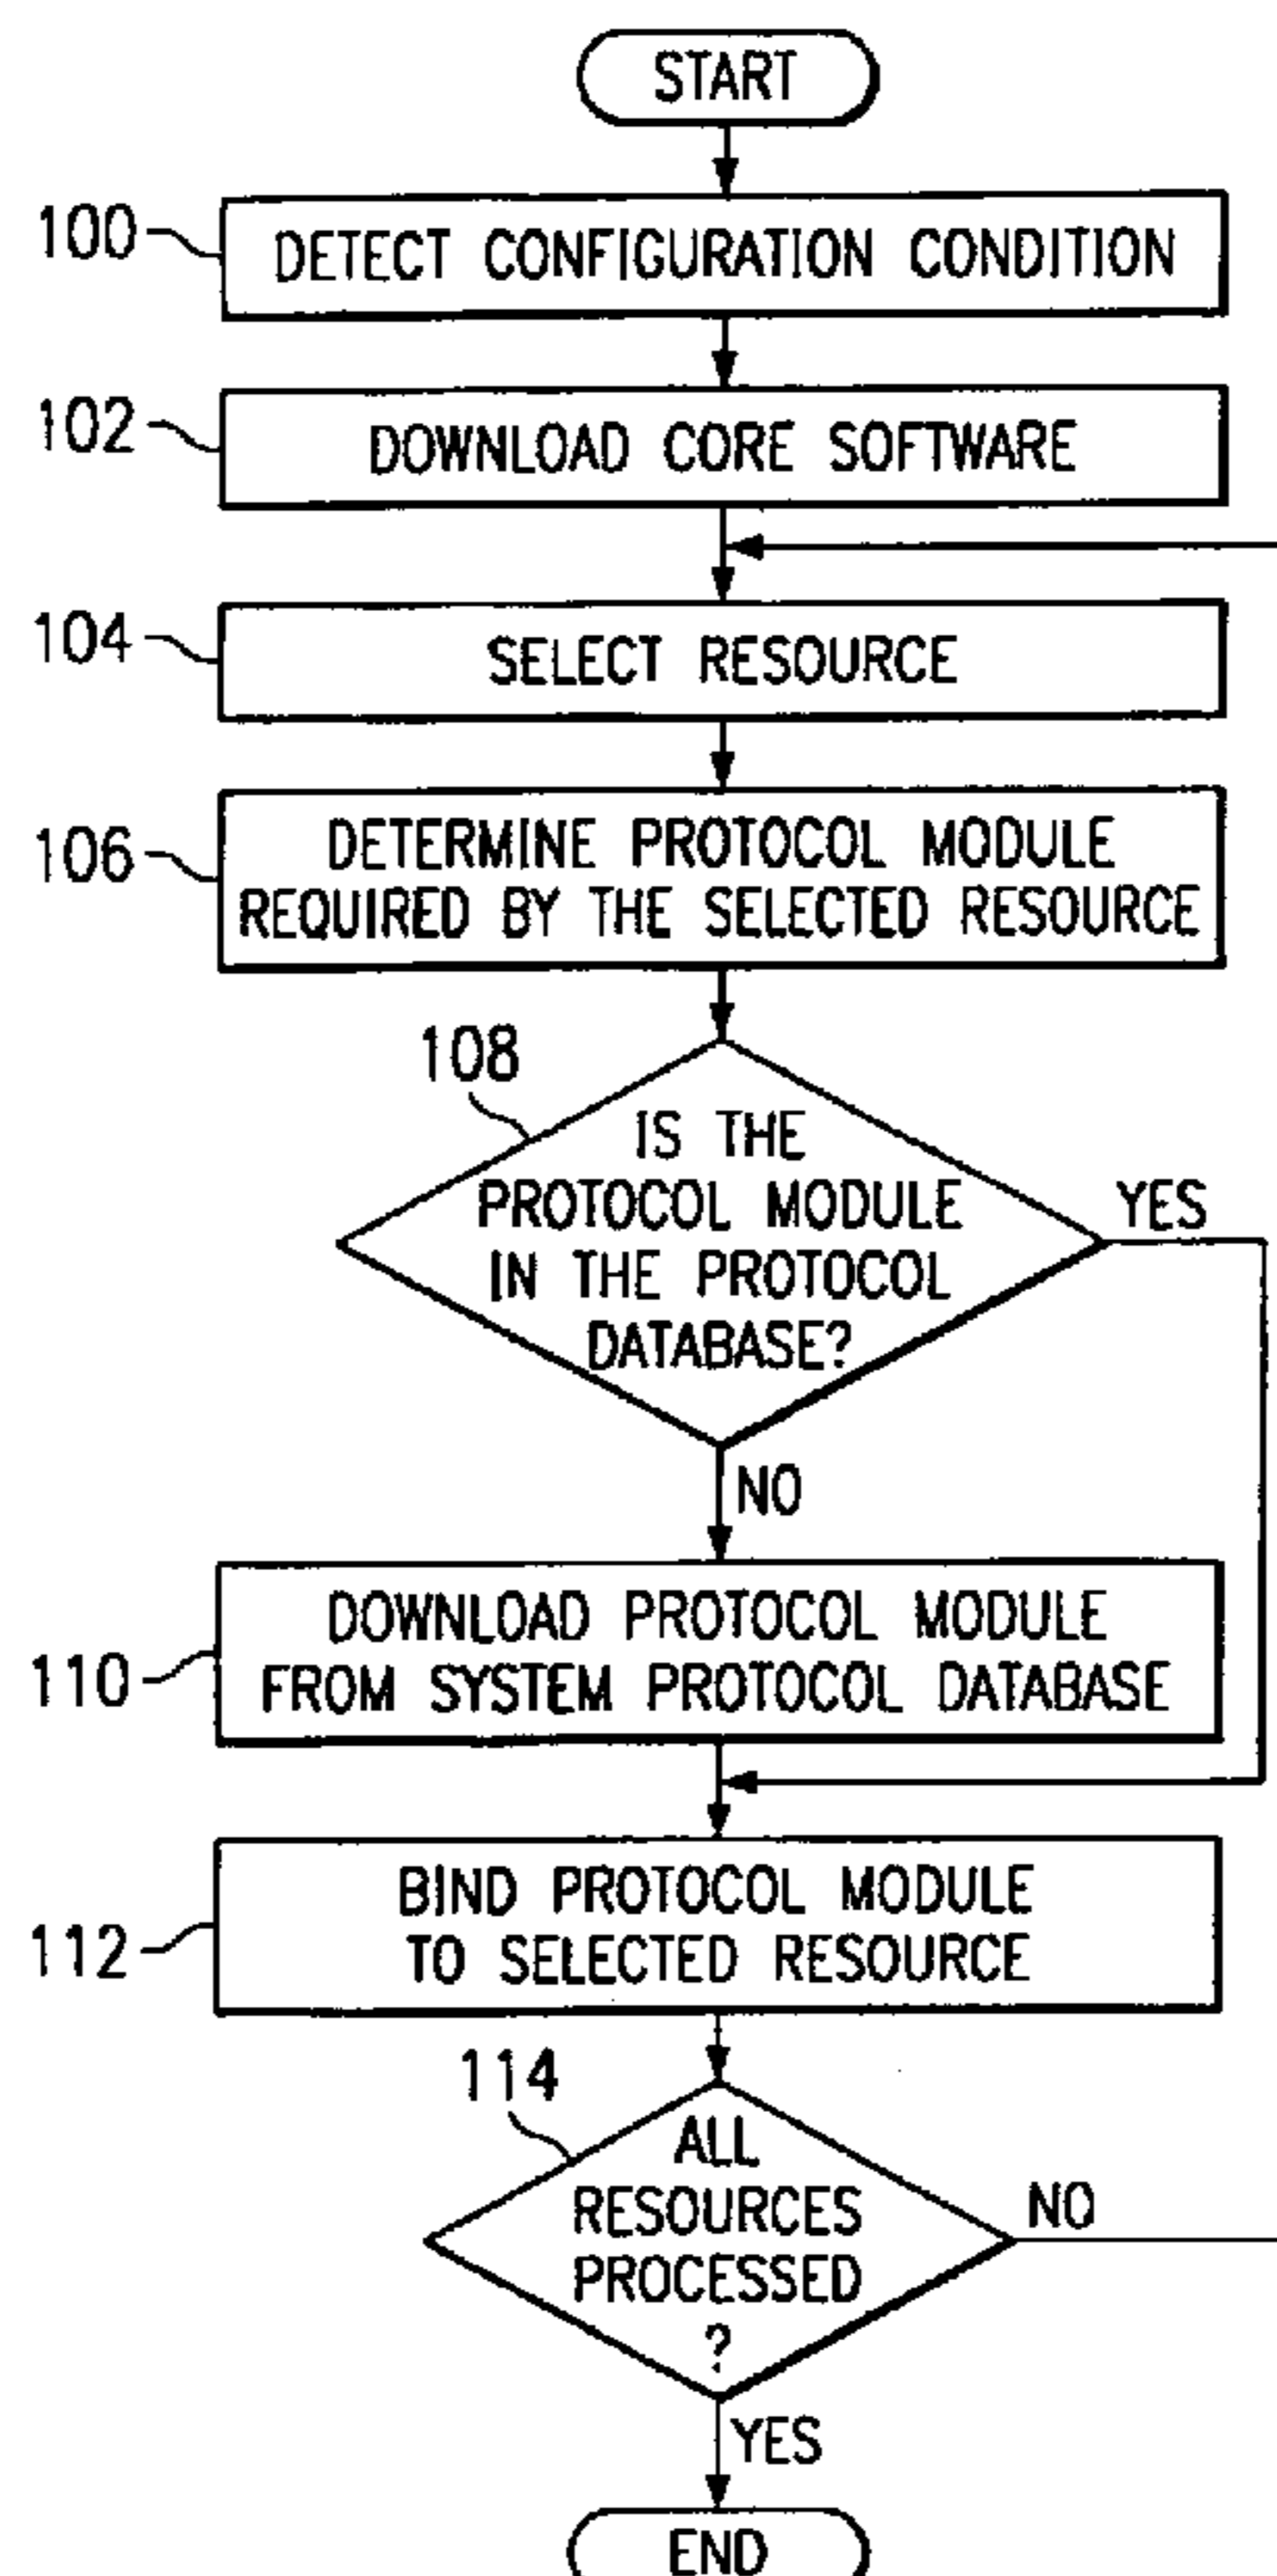 START
100
DETECT CONFIGURATION CONDITION
102
DOWNLOAD CORE SOFTWARE
104
SELECT RESOURCE
106
DETERMINE PROTOCOL MODULE
REQUIRED BY THE SELECTED RESOURCE
108
IS THE
PROTOCOL MODULE
IN THE PROTOCOL
DATABASE?
YES
NO
110
DOWNLOAD PROTOCOL MODULE
FROM SYSTEM PROTOCOL DATABASE
112
BIND PROTOCOL MODULE
TO SELECTED RESOURCE
114
ALL
RESOURCES
PROCESSED
?
NO
YES
END